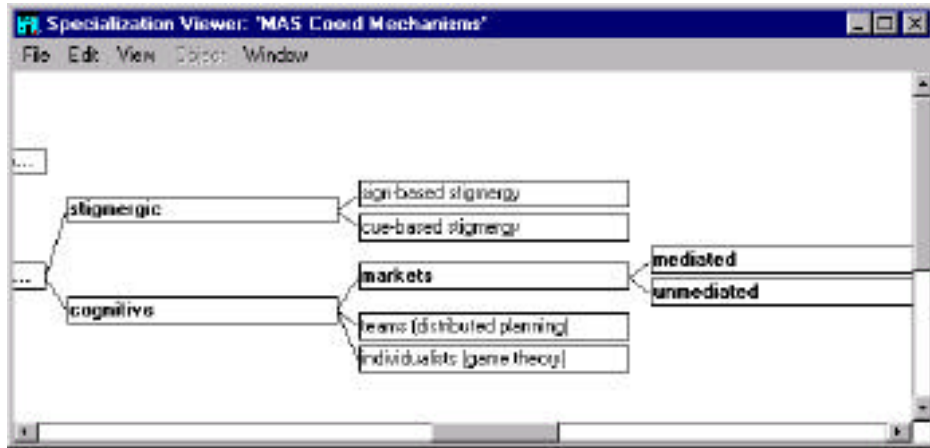 Specialization Viewer: "MAS Coord Mechanisms"
File Edit View Object Window
...
stigmergic
sign-based stigmergy
cue-based stigmergy
...
markets
mediated
unmediated
cognitive
teams (distributed planning)
individualists (game theory)